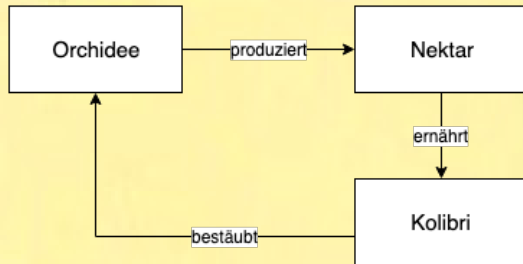 Orchidee
produziert
Nektar
ernährt
Kolibri
bestäubt